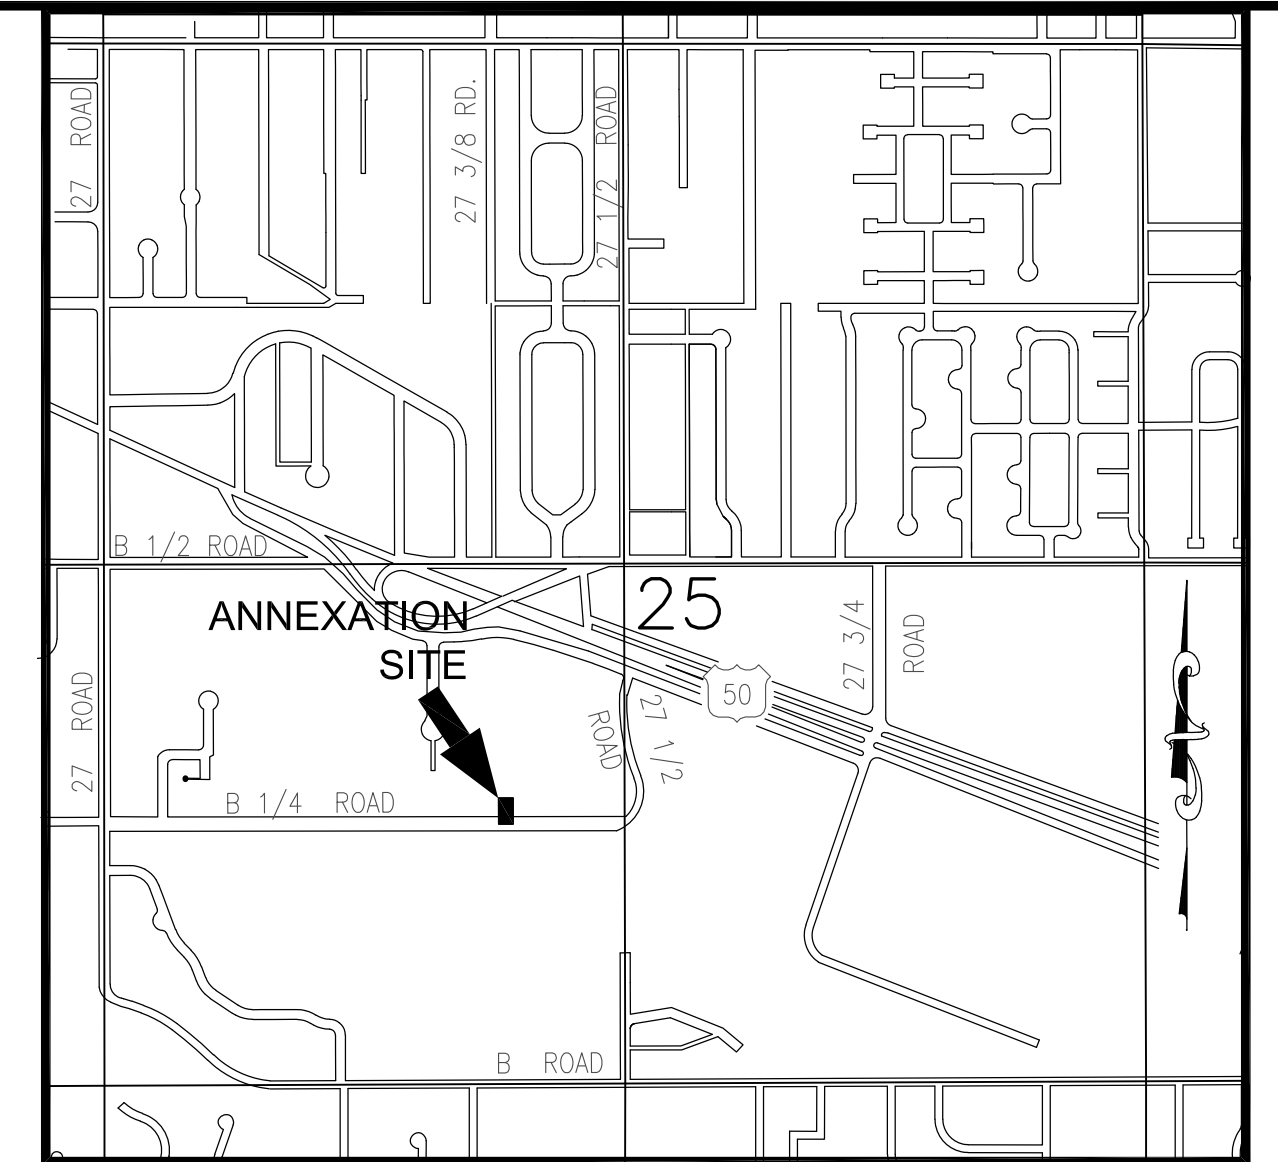 27 ROAD
27 3/8 RD.
27 1/2 ROAD
B 1/2 ROAD
ANNEXATION
SITE
25
27 3/4
ROAD
50
27 ROAD
27 1/2
ROAD
B 1/4 ROAD
B ROAD